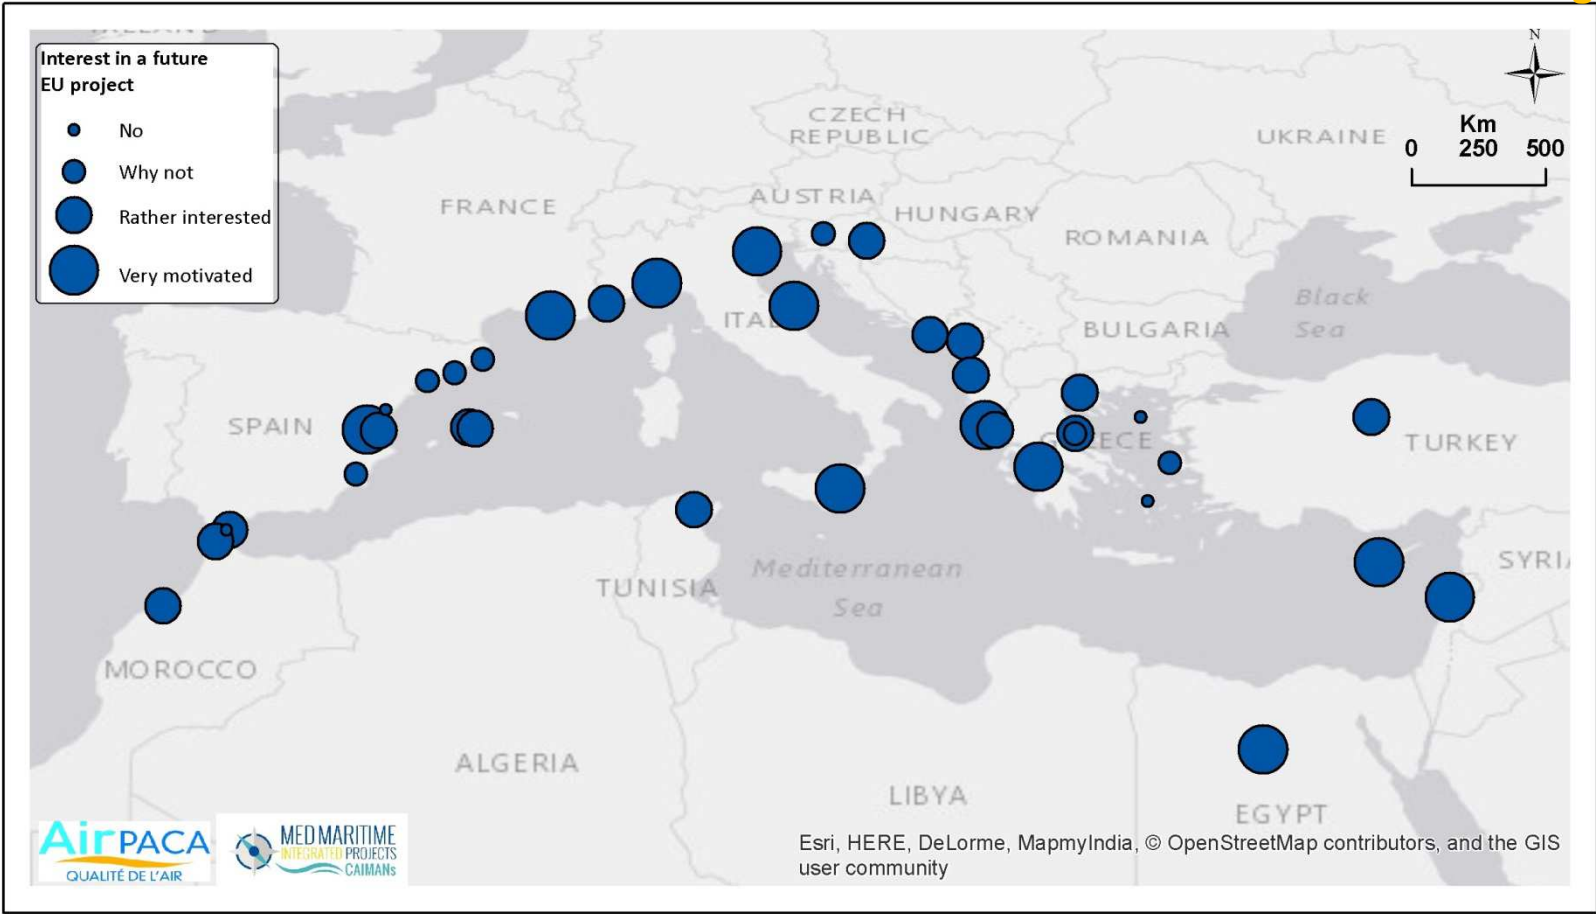 Interest in a future
EU project
No
Why not
Rather interested
Very motivated
N
Km
0 250 500
CZECH
REPUBLIC
UKRAINE
FRANCE
AUSTRIA
HUNGARY
ROMANIA
Black
Sea
ITA
BULGARIA
SPAIN
G ECE
TURKEY
TUNISIA
Mediterranean
Sea
SYRI
MOROCCO
ALGERIA
LIBYA
EGYPT
AirPACA
QUALITÉ DE L'AIR
MEDMARITIME
INTEGRATED PROJECTS
CAIMANs
Esri, HERE, DeLorme, MapmyIndia, © OpenStreetMap contributors, and the GIS
user community